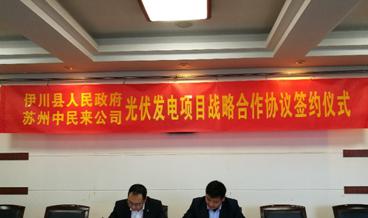 伊川县人民政府
苏州中民来公司
光伏发电项目战略合作协议签约仪式